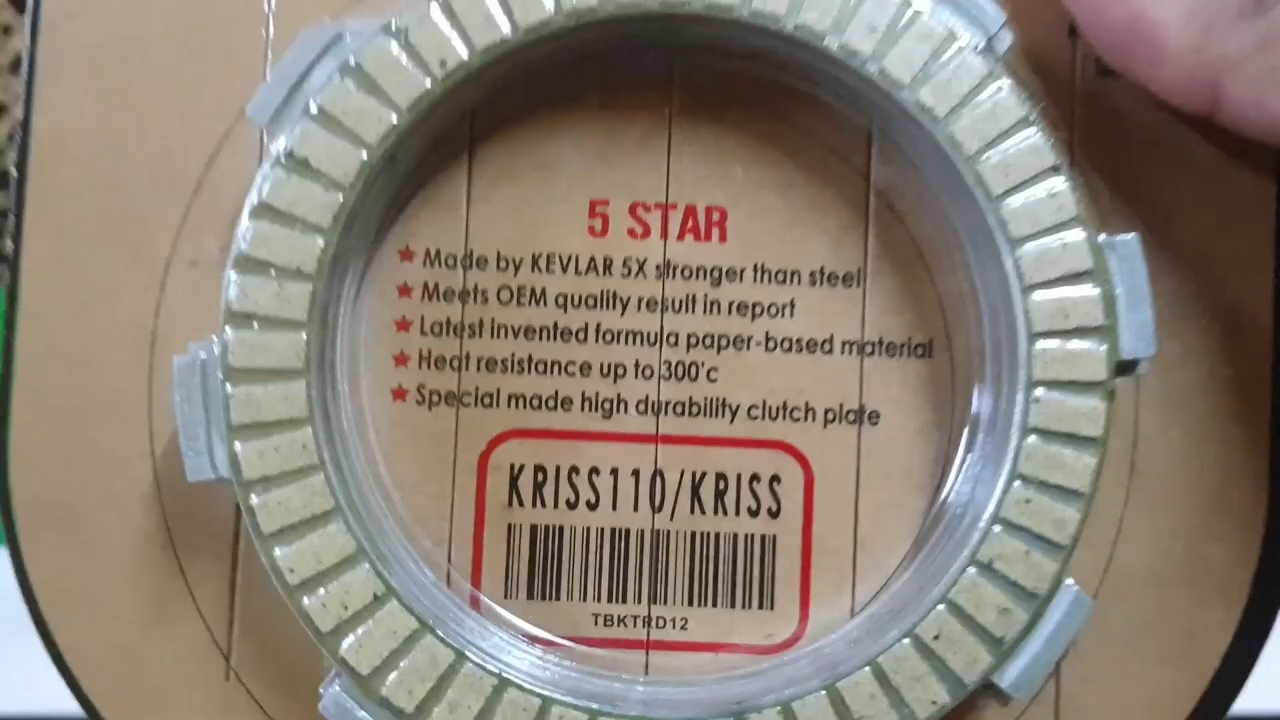 5 STAR
Made by KEVLAR 5X stronger than steel
Meets OEM quality result in report
Latest invented formula paper-based material
Heat resistance up to 300'c
Special made high durability clutch plate
KRISS110/KRISS
TBKTRD12